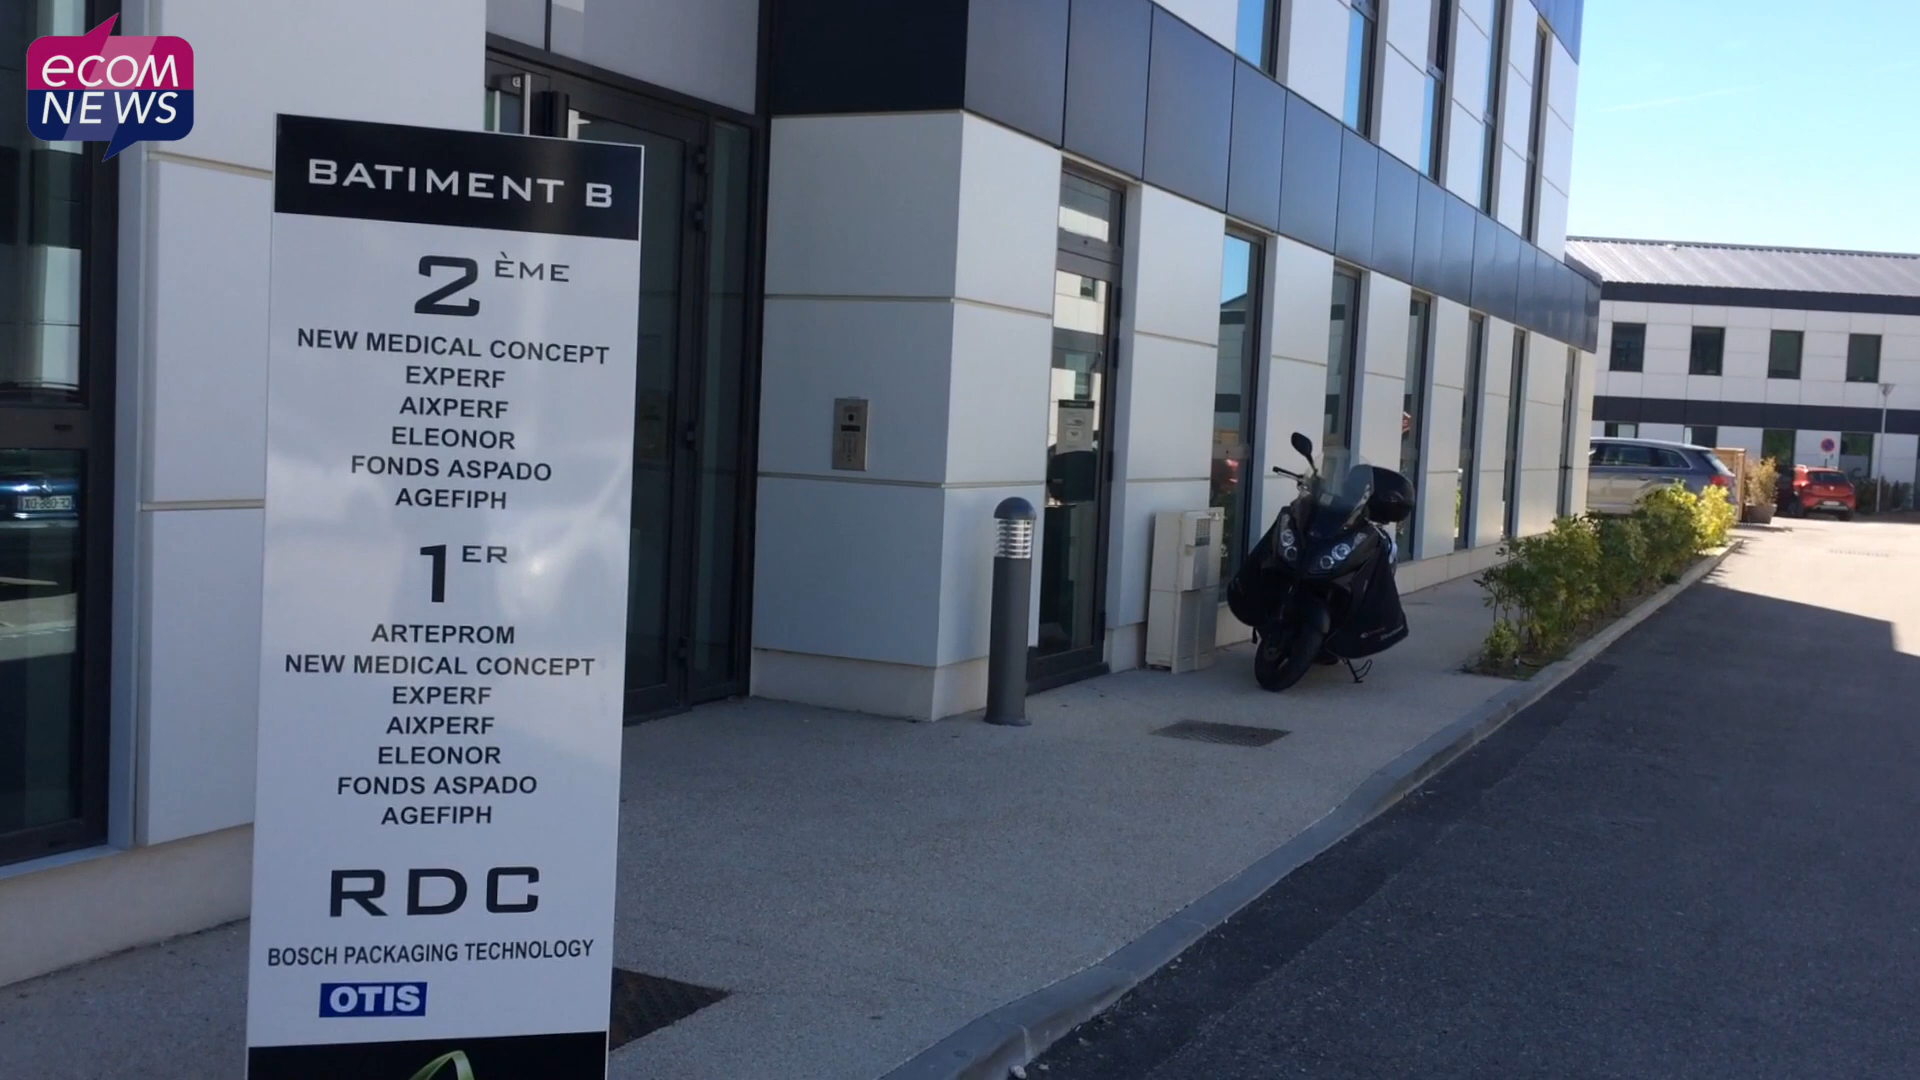 eCOM
NEWS
BATIMENT B
2ÈME
NEW MEDICAL CONCEPT
EXPERF
AIXPERF
ELEONOR
FONDS ASPADO
AGEFIPH
1ER
ARTEPROM
NEW MEDICAL CONCEPT
EXPERF
AIXPERF
ELEONOR
FONDS ASPADO
AGEFIPH
RDC
BOSCH PACKAGING TECHNOLOGY
OTIS